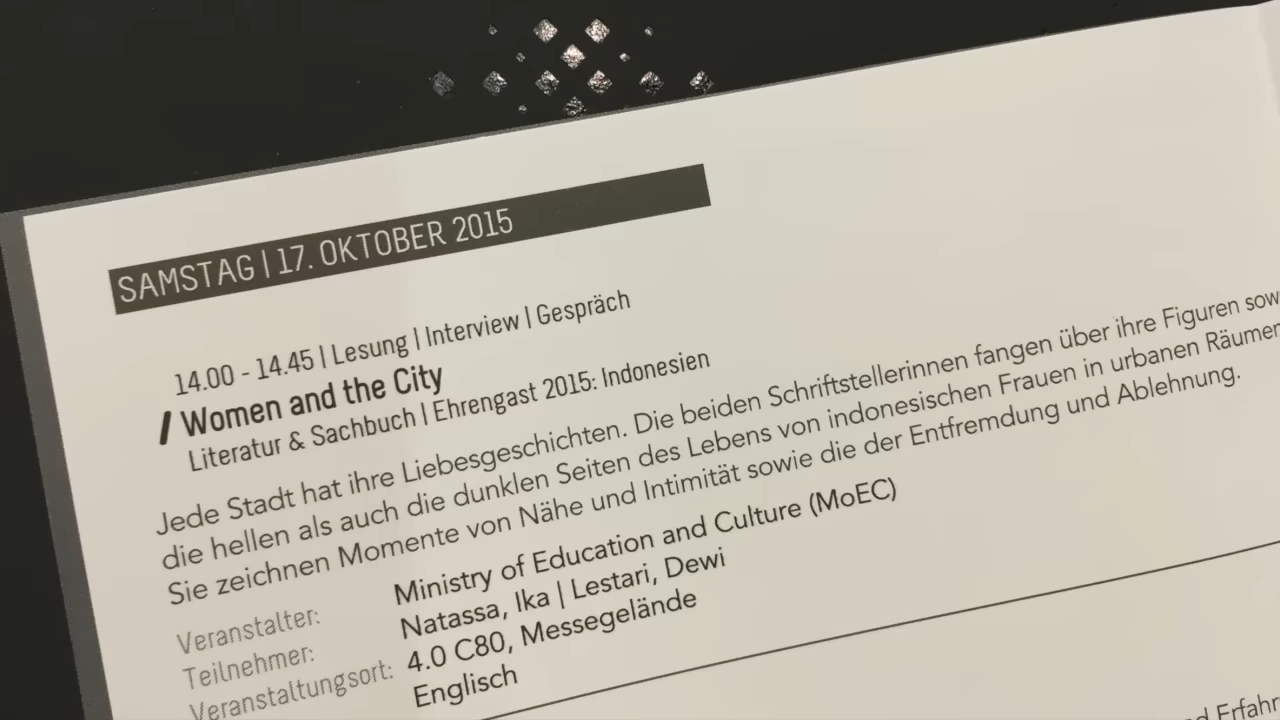 SAMSTAG | 17. OKTOBER 2015
14.00 - 14.45 | Lesung | Interview | Gespräch
/ Women and the City
Literatur & Sachbuch | Ehrengast 2015: Indonesien
Jede Stadt hat ihre Liebesgeschichten. Die beiden Schriftstellerinnen fangen über ihre Figuren sow
die hellen als auch die dunklen Seiten des Lebens von indonesischen Frauen in urbanen Räumen
Sie zeichnen Momente von Nähe und Intimität sowie die der Entfremdung und Ablehnung.
Veranstalter: Ministry of Education and Culture (MoEC)
Teilnehmer: Natassa, Ika | Lestari, Dewi
Veranstaltungsort: 4.0 C80, Messegelände
Englisch
d Erfahr